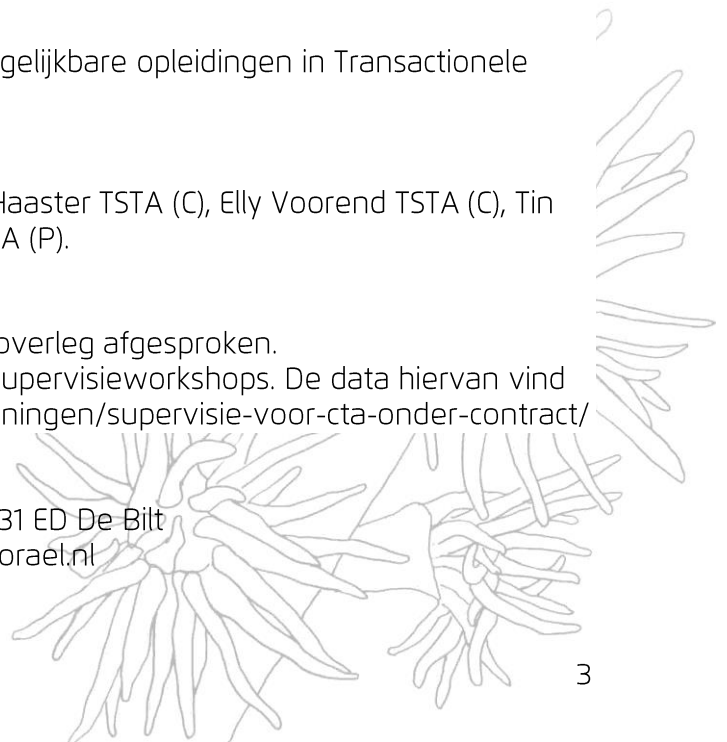 gelijkbare opleidingen in Transactionele
Haaster TSTA (C), Elly Voorend TSTA (C), Tin
A (P).
overleg afgesproken.
upervisieworkshops. De data hiervan vind
ningen/supervisie-voor-cta-onder-contract/
31 ED De Bilt
orael.nl
3